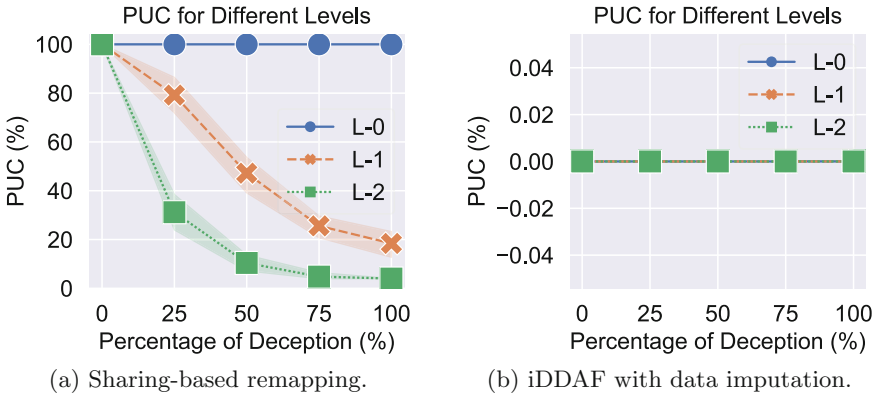 PUC for Different Levels
100
80
60
40
20
0
PUC (%)
L-0
L-1
L-2
0 25 50 75 100
Percentage of Deception (%)
(a) Sharing-based remapping.
PUC for Different Levels
0.04
0.02
0.00
−0.02
−0.04
PUC (%)
L-0
L-1
L-2
0 25 50 75 100
Percentage of Deception (%)
(b) iDDAF with data imputation.